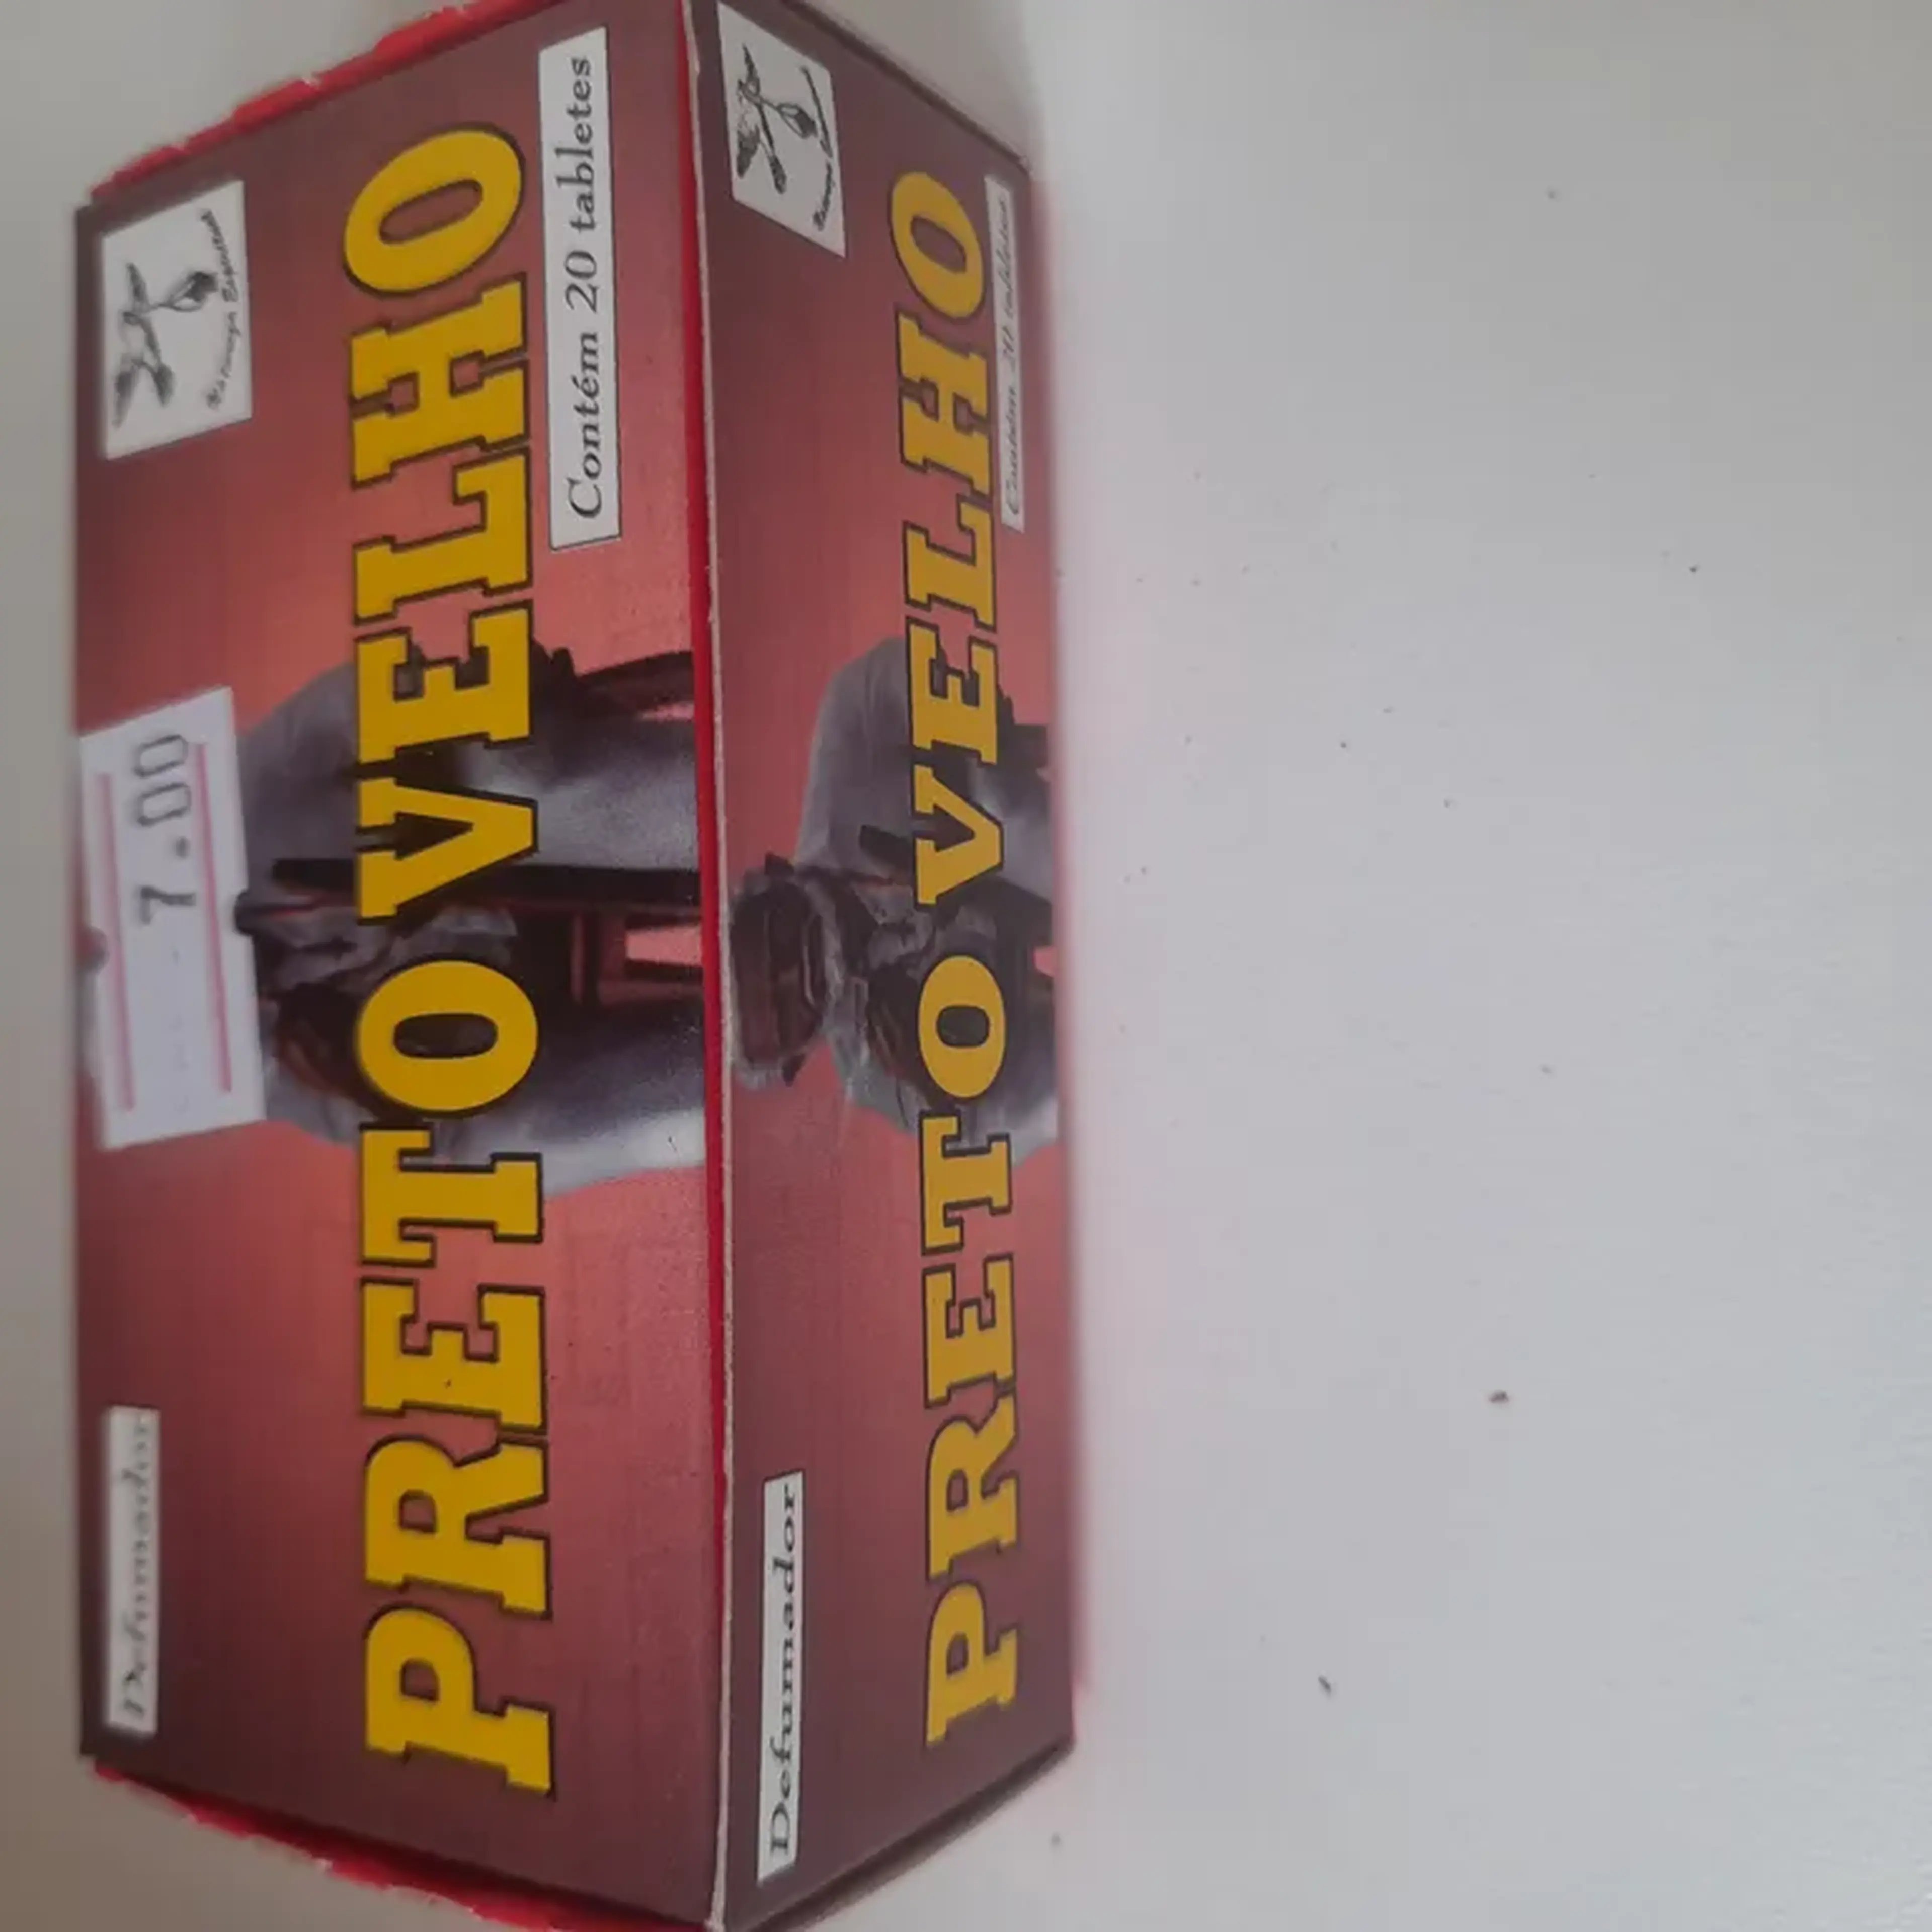 Defumador
PRETO VELHO
Contém 20 tabletes
7.00
Defumador
PRETO VELHO
Contém 20 tabletes